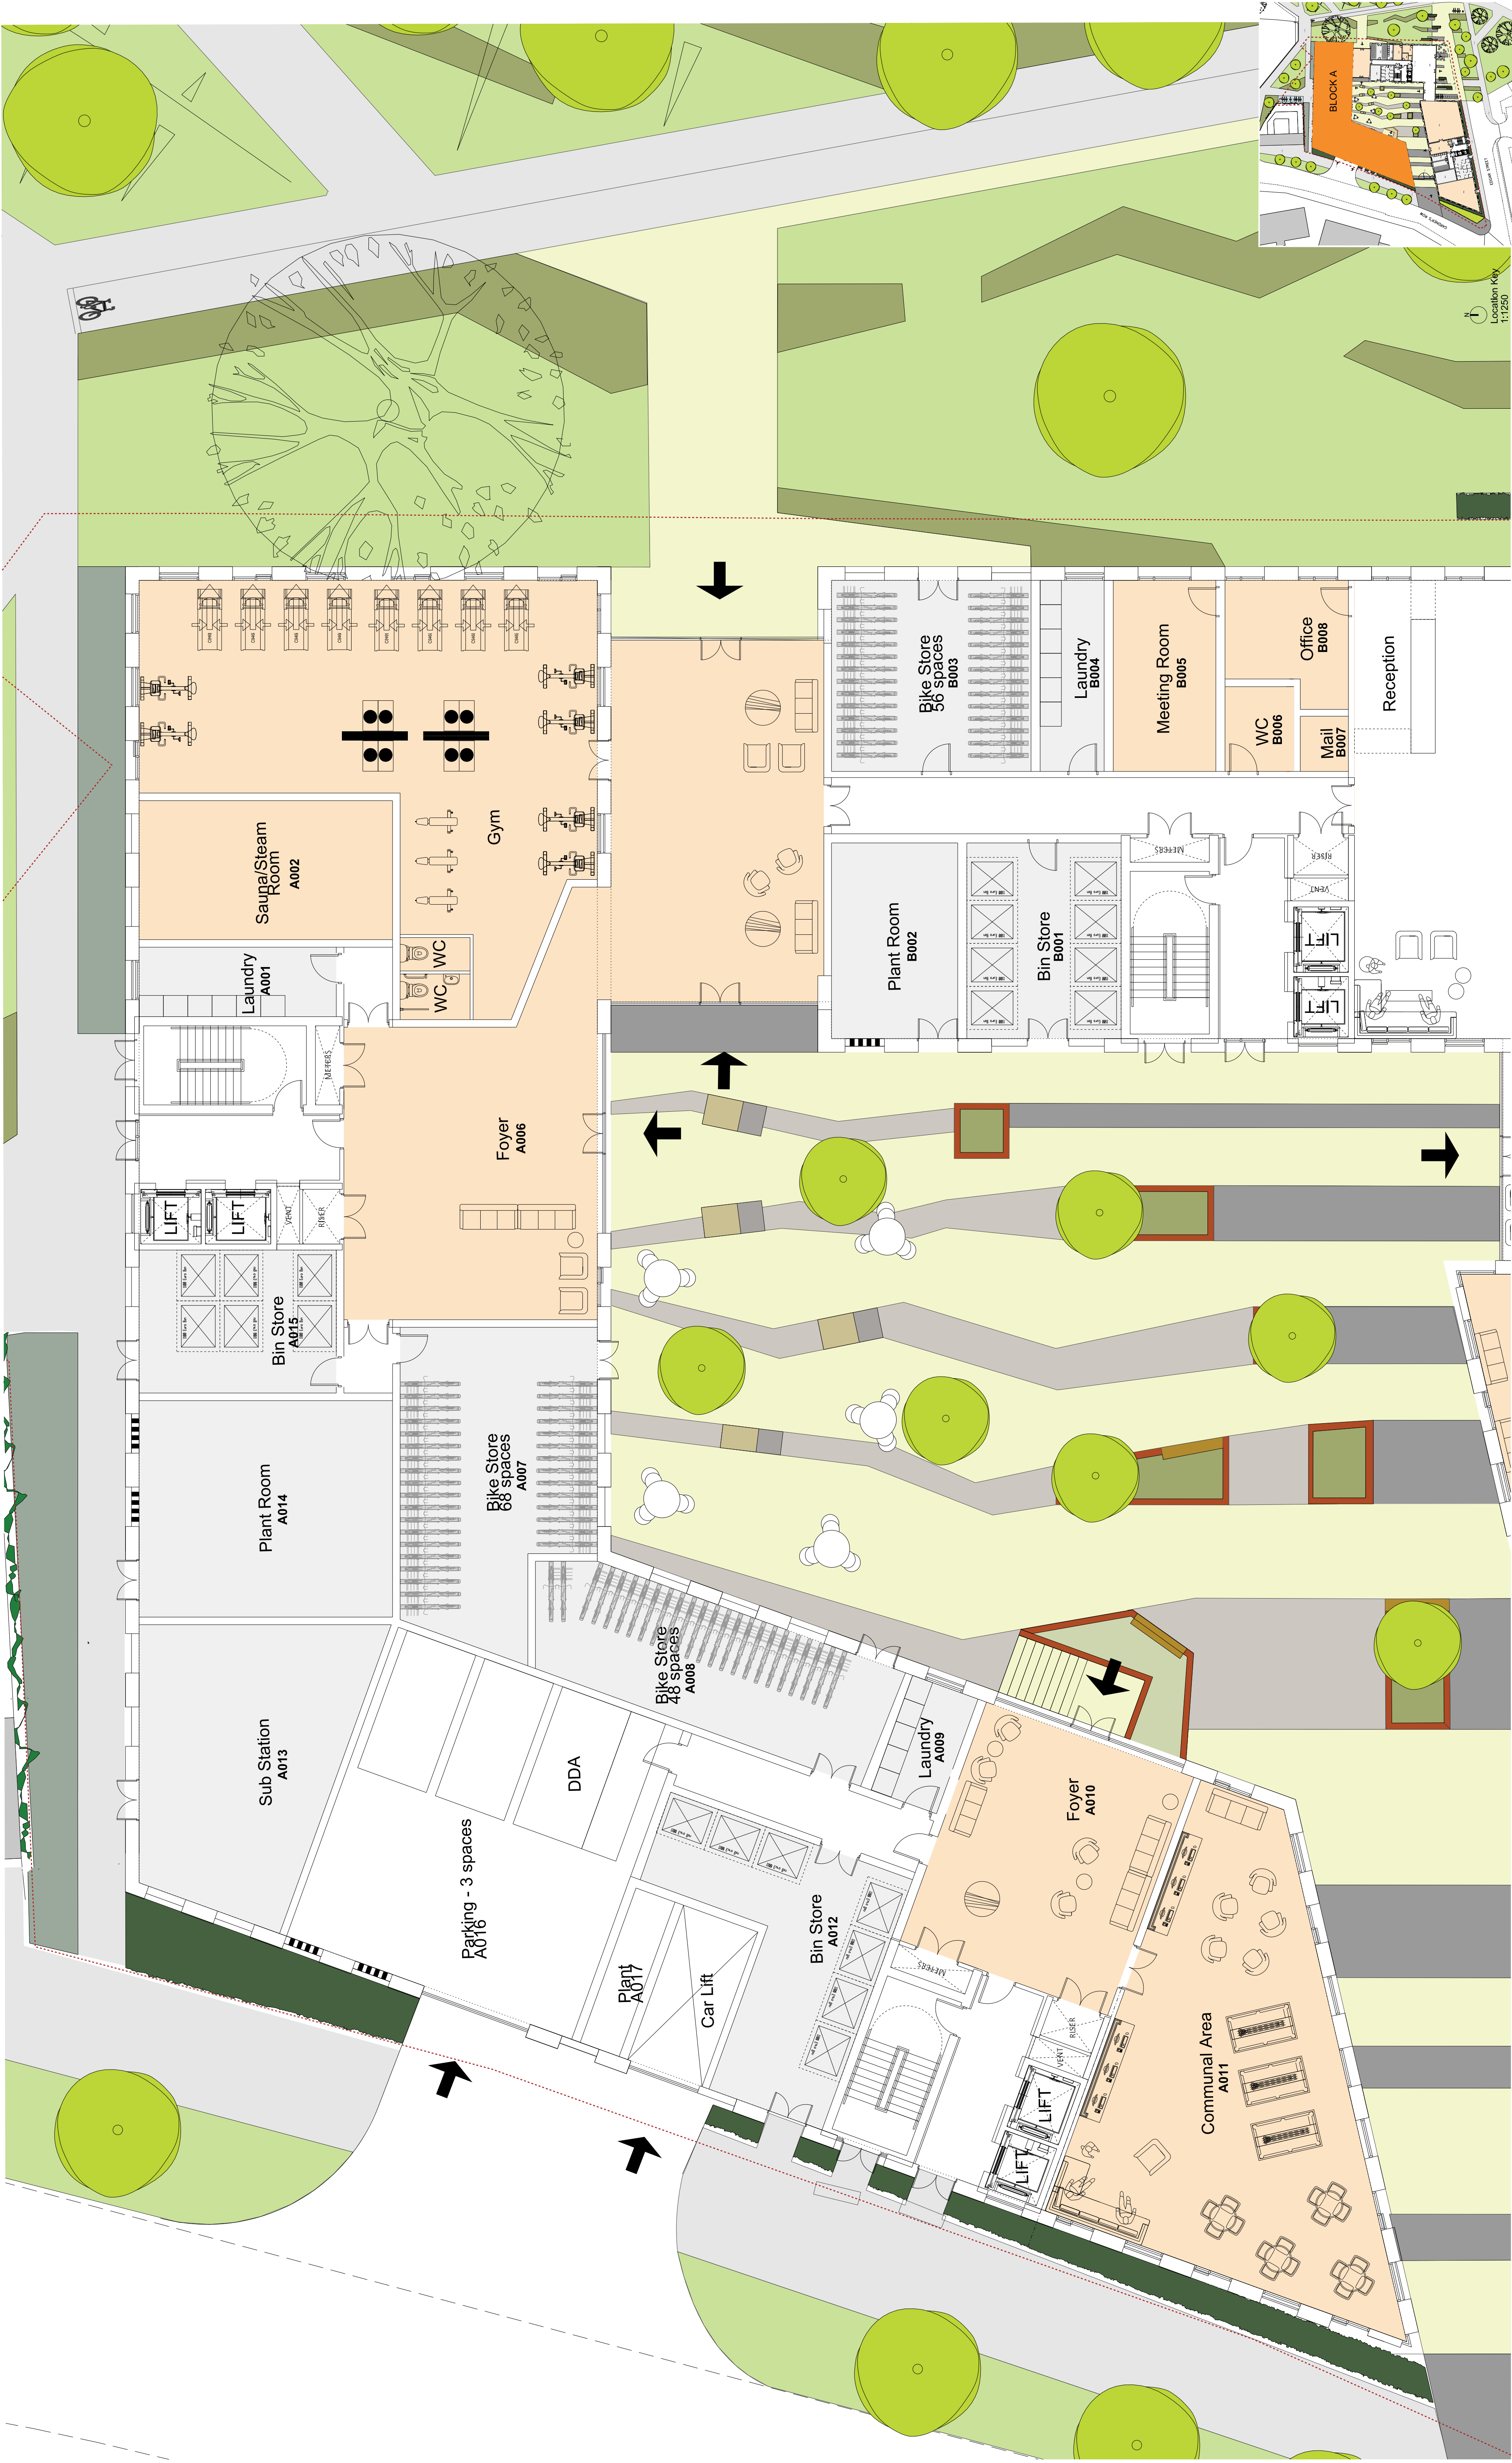 BLOCK A
EDGAR STREET
GARDNER'S ROW
N
Location Key
1:1250
Gym
Sauna/Steam
Room
A002
WC
WC
Laundry
A001
METERS
LIFT
LIFT
VENT
RISER
Foyer
A006
Bin Store
A015
Plant Room
A014
Bike Store
68 spaces
A007
Bike Store
48 spaces
A008
Sub Station
A013
Parking - 3 spaces
A016
DDA
Plant
A017
Car Lift
Bin Store
A012
Laundry
A009
Foyer
A010
METERS
RISER
VENT
LIFT
LIFT
Communal Area
A011
Bike Store
56 spaces
B003
Laundry
B004
Meeting Room
B005
WC
B006
Mail
B007
Office
B008
Reception
Plant Room
B002
Bin Store
B001
METERS
RISER
VENT
LIFT
LIFT